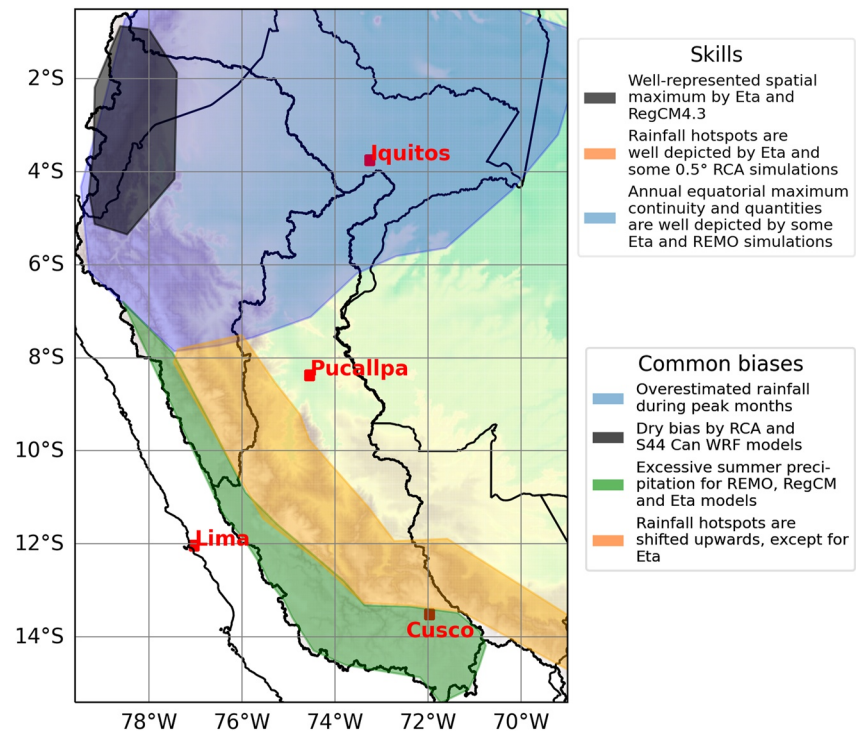 2°S
4°S
6°S
8°S
10°S
12°S
14°S
78°W
76°W
74°W
72°W
70°W
Iquitos
Pucallpa
Lima
Cusco
Skills
Well-represented spatial
maximum by Eta and
RegCM4.3
Rainfall hotspots are
well depicted by Eta and
some 0.5° RCA simulations
Annual equatorial maximum
continuity and quantities
are well depicted by some
Eta and REMO simulations
Common biases
Overestimated rainfall
during peak months
Dry bias by RCA and
S44 Can WRF models
Excessive summer preci-
pitation for REMO, RegCM
and Eta models
Rainfall hotspots are
shifted upwards, except for
Eta